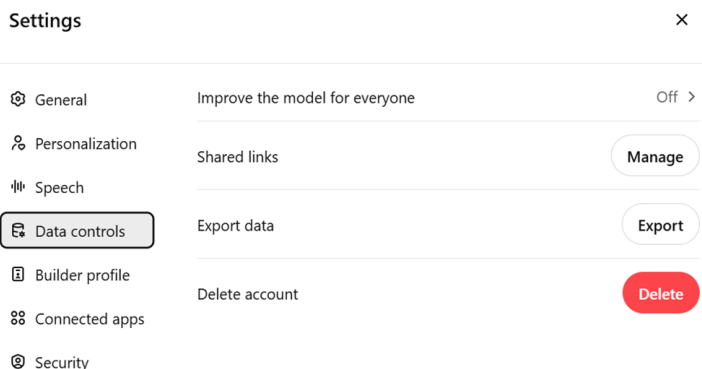 Settings
General
Personalization
Speech
Data controls
Builder profile
Connected apps
Security
Improve the model for everyone Off
Shared links Manage
Export data Export
Delete account Delete